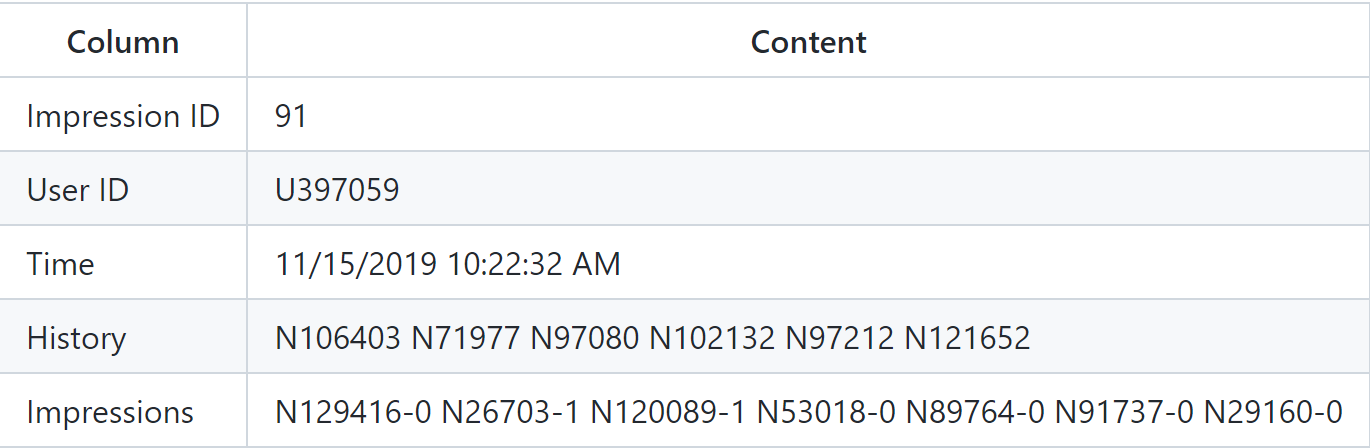 Column Content
Impression ID 91
User ID U397059
Time 11/15/2019 10:22:32 AM
History N106403 N71977 N97080 N102132 N97212 N121652
Impressions N129416-0 N26703-1 N120089-1 N53018-0 N89764-0 N91737-0 N29160-0